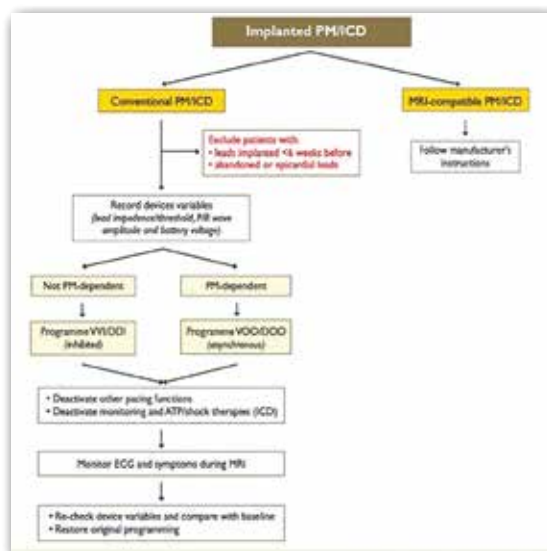 Implanted PM/ICD
Conventional PM/ICD
MRI-compatible PM/ICD
Exclude patients with:
• leads implanted <6 weeks before
• abandoned or epicardial leads
Follow manufacturer's
instructions
Record devices variables
(lead impedance/threshold, P/R wave
amplitude and battery voltage)
Not PM-dependent
PM-dependent
Programme VVI/DDI
(inhibited)
Programme VOO/DOO
(asynchronous)
• Deactivate other pacing functions
• Deactivate monitoring and ATP/shock therapies (ICD)
Monitor ECG and symptoms during MRI
• Re-check device variables and compare with baseline
• Restore original programming